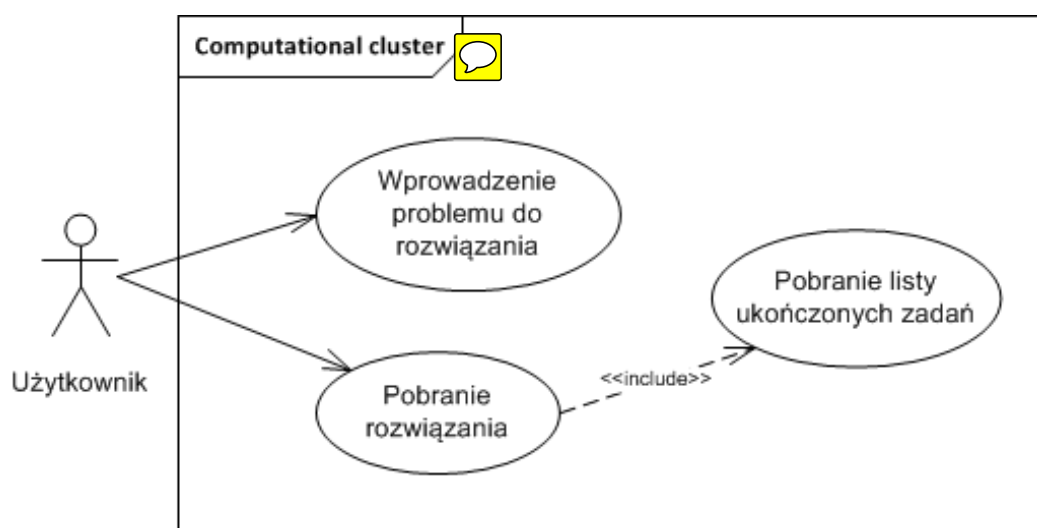 Computational cluster
Wprowadzenie
problemu do
rozwiązania
Pobranie listy
ukończonych zadań
Użytkownik
<<include>>
Pobranie
rozwiązania